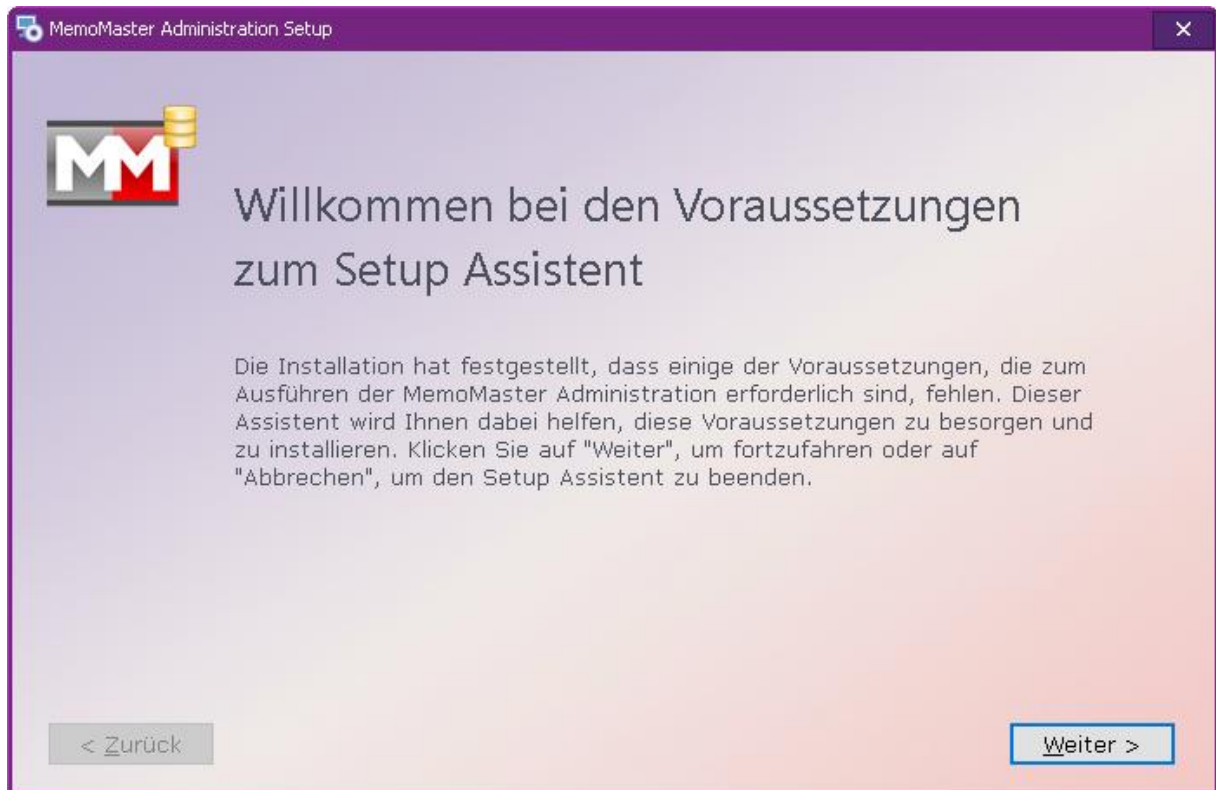 MemoMaster Administration Setup
MM
Willkommen bei den Voraussetzungen
zum Setup Assistent
Die Installation hat festgestellt, dass einige der Voraussetzungen, die zum
Ausführen der MemoMaster Administration erforderlich sind, fehlen. Dieser
Assistent wird Ihnen dabei helfen, diese Voraussetzungen zu besorgen und
zu installieren. Klicken Sie auf "Weiter", um fortzufahren oder auf
"Abbrechen", um den Setup Assistent zu beenden.
< Zurück
Weiter >